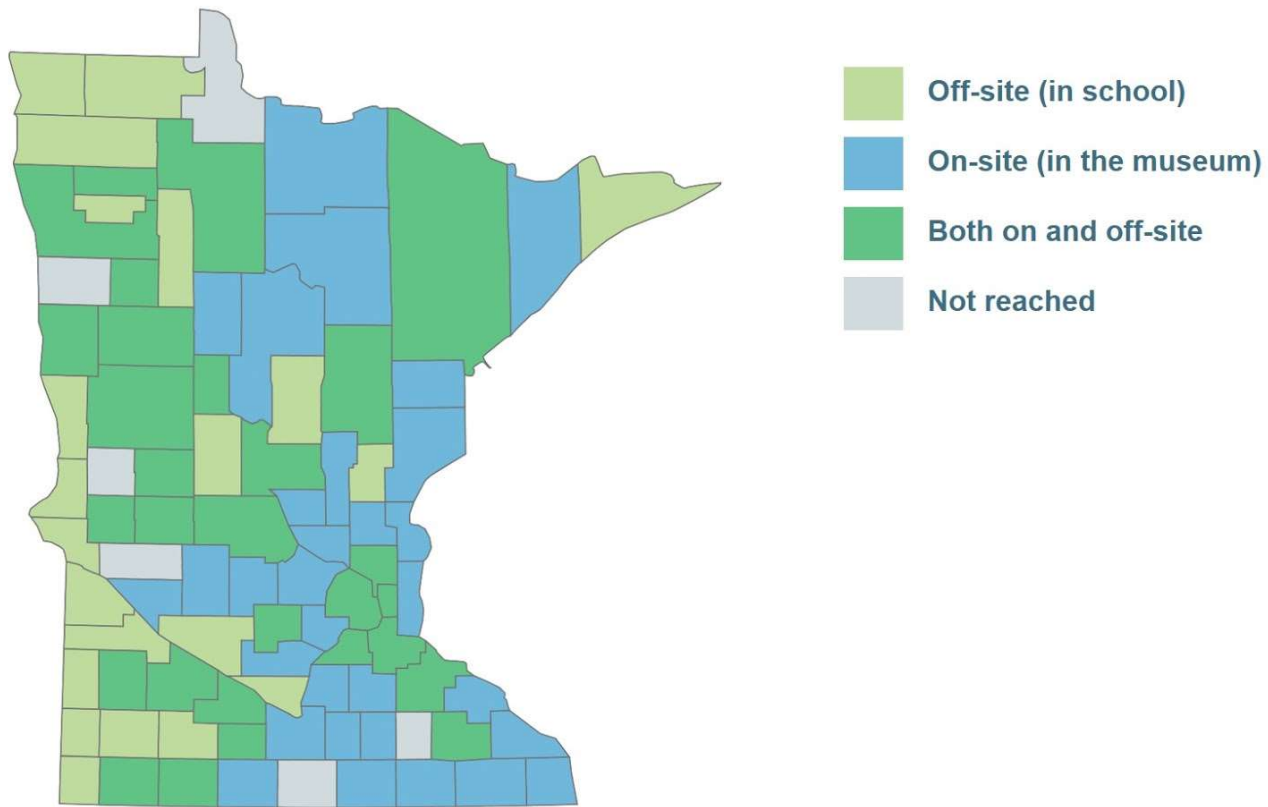 Off-site (in school)
On-site (in the museum)
Both on and off-site
Not reached